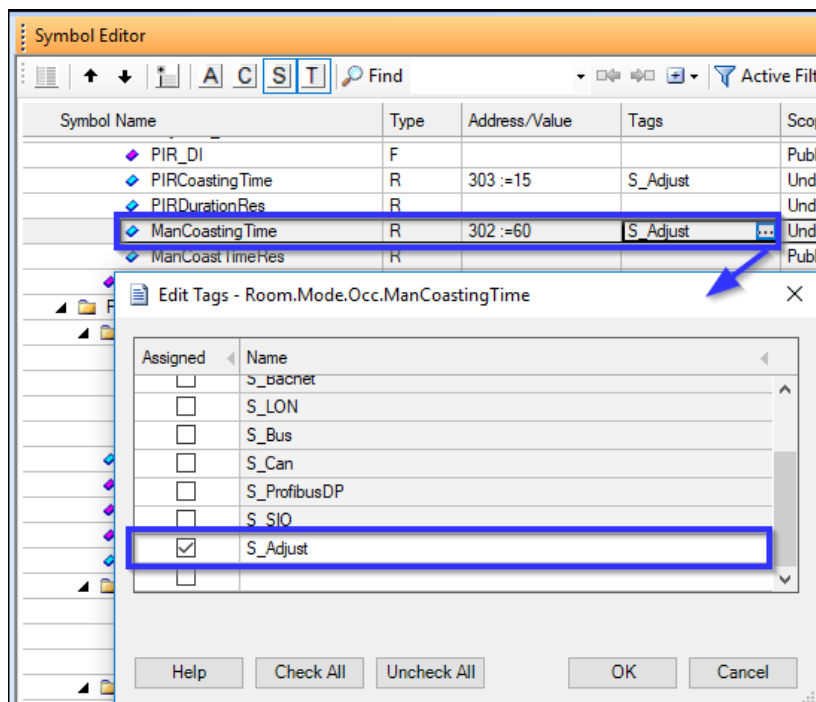 Symbol Editor
A C S T Find Active Filt
Symbol Name Type Address/Value Tags Scop
PIR_DI F Publ
PIRCoastingTime R 303 :=15 S_Adjust Und
PIRDurationRes R Und
ManCoastingTime R 302 :=60 S_Adjust ... Und
ManCoastTimeRes R Publ
F
Edit Tags - Room.Mode.Occ.ManCoastingTime
Assigned Name
S_Bacnet
S_LON
S_Bus
S_Can
S_ProfibusDP
S_SIO
S_Adjust
Help Check All Uncheck All OK Cancel